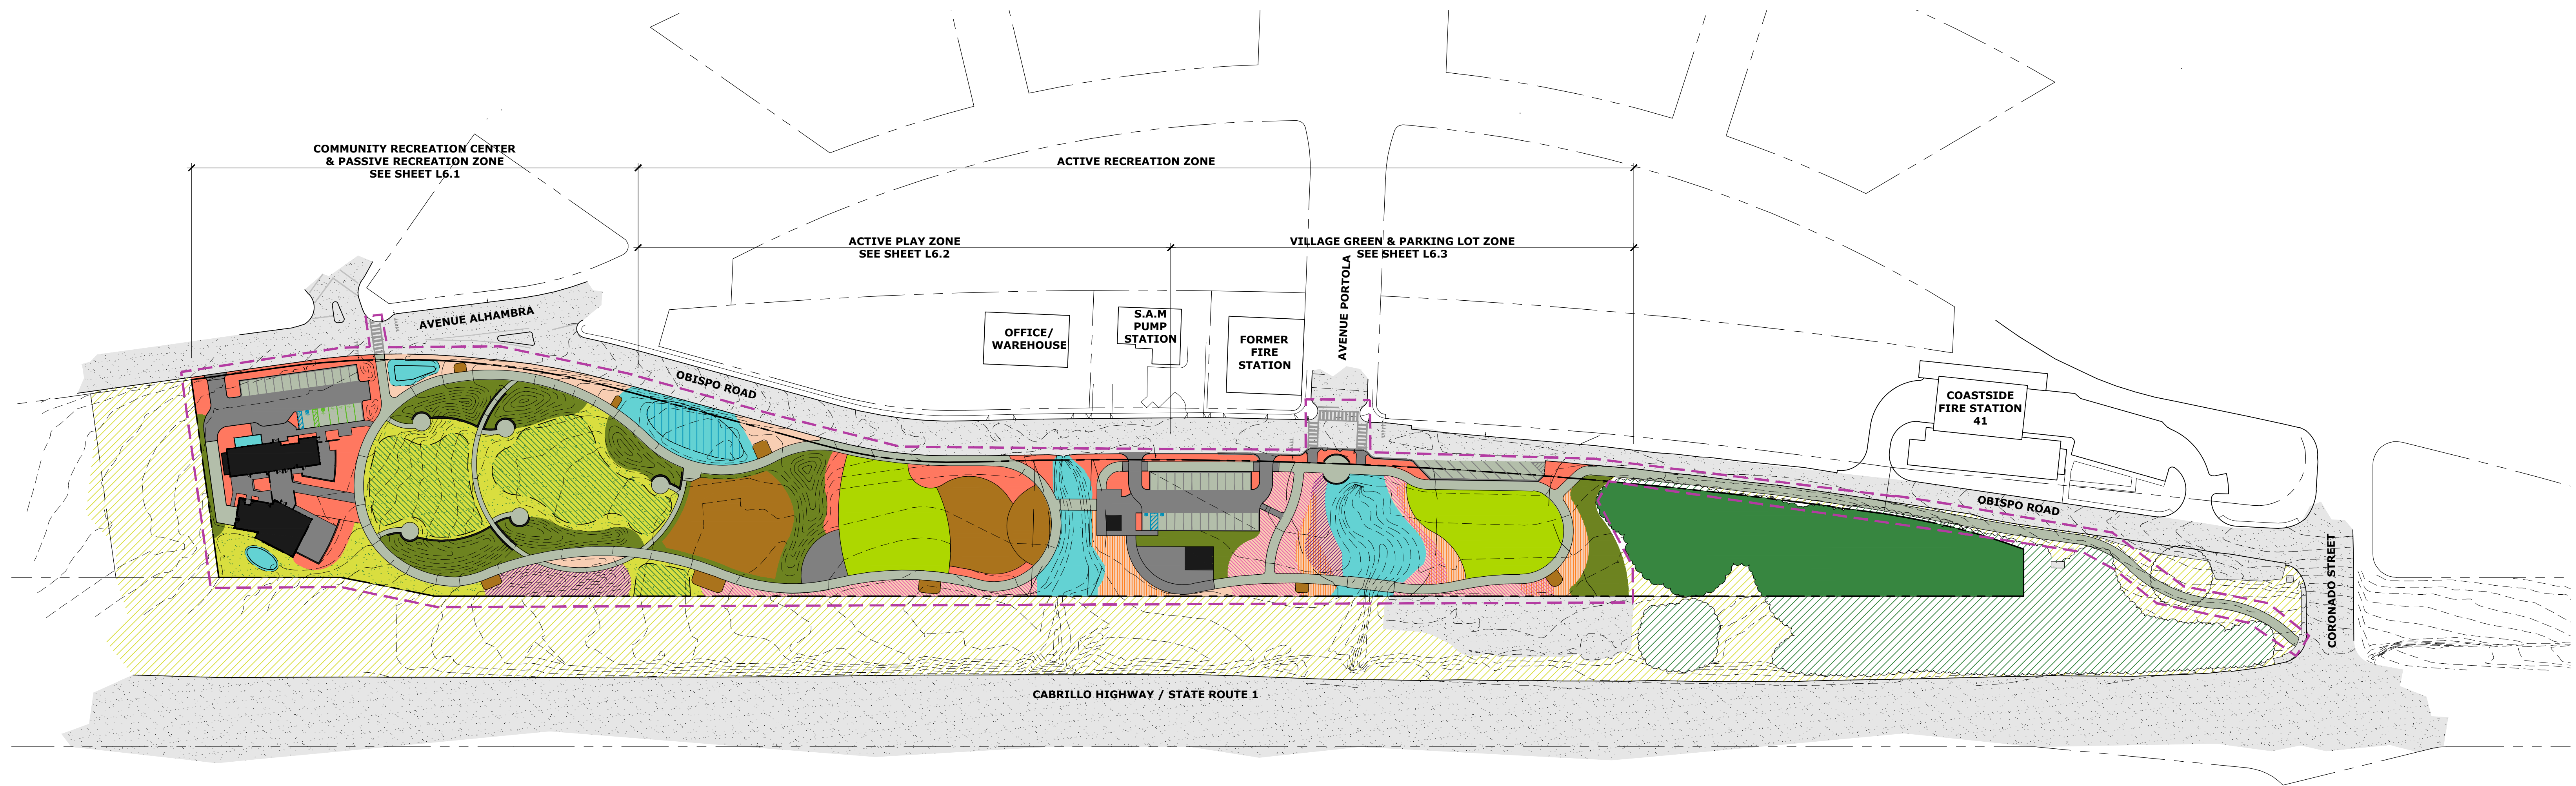 COMMUNITY RECREATION CENTER
& PASSIVE RECREATION ZONE
SEE SHEET L6.1
ACTIVE RECREATION ZONE
ACTIVE PLAY ZONE
SEE SHEET L6.2
VILLAGE GREEN & PARKING LOT ZONE
SEE SHEET L6.3
AVENUE PORTOLA
AVENUE ALHAMBRA
OBISPO ROAD
OFFICE/
WAREHOUSE
S.A.M
PUMP
STATION
FORMER
FIRE
STATION
COASTSIDE
FIRE STATION
41
OBISPO ROAD
CORONADO STREET
CABRILLO HIGHWAY / STATE ROUTE 1